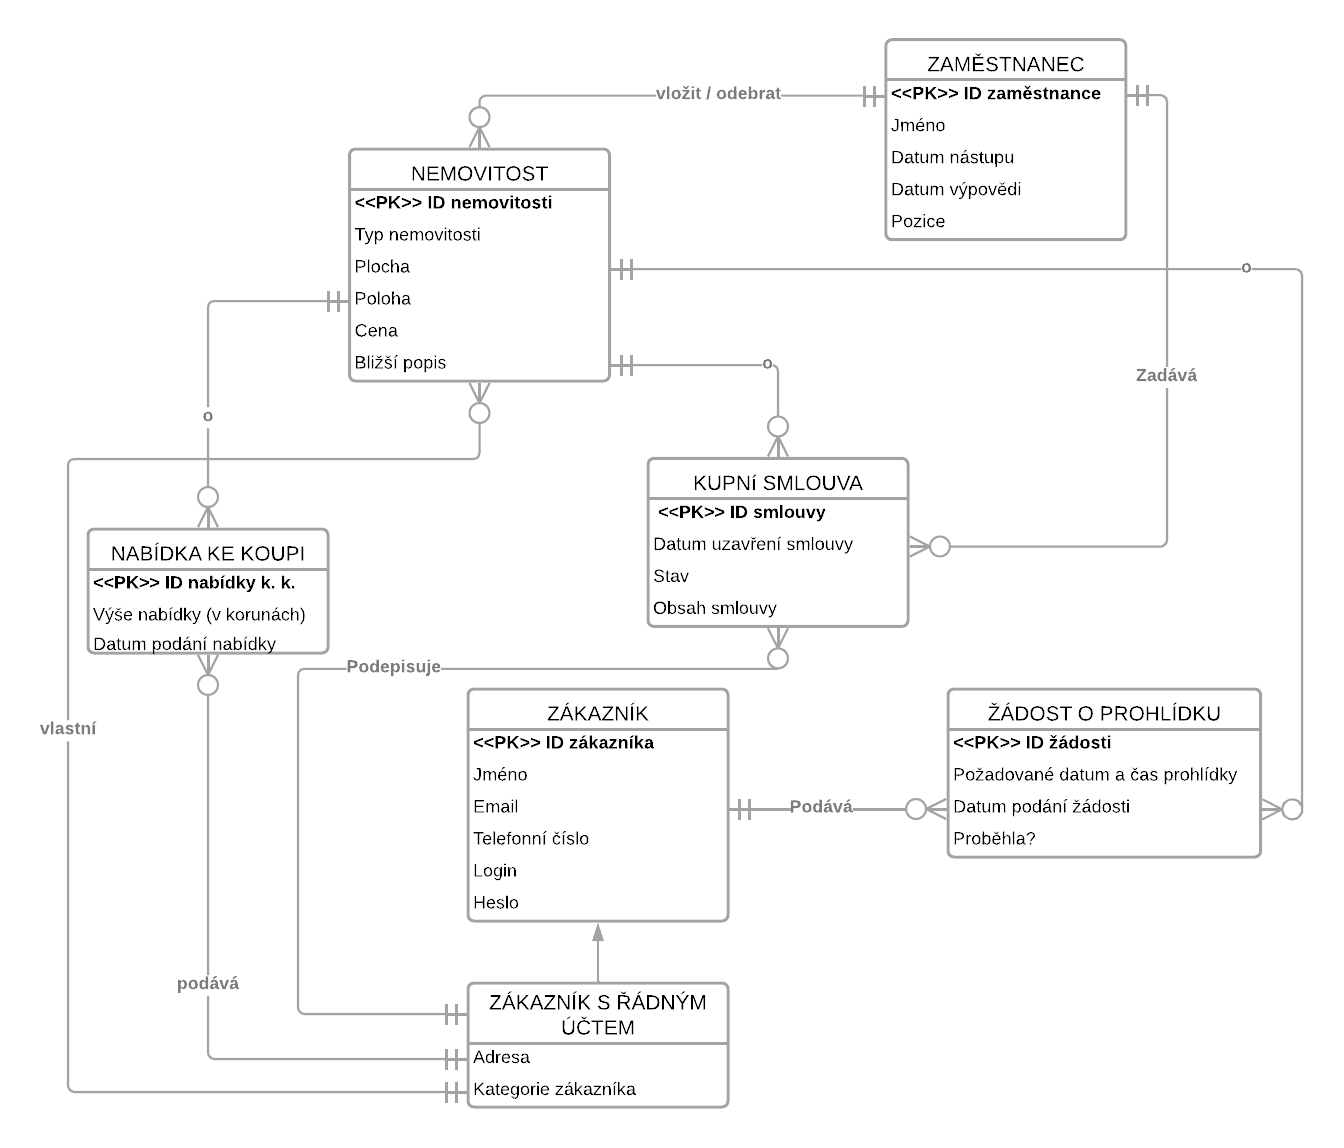 ZAMĚSTNANEC
<<PK>> ID zaměstnance
Jméno
Datum nástupu
Datum výpovědi
Pozice
vložit / odebrat
NEMOVITOST
<<PK>> ID nemovitosti
Typ nemovitosti
Plocha
Poloha
Cena
Bližší popis
o
o
o
Zadává
KUPNí SMLOUVA
<<PK>> ID smlouvy
Datum uzavření smlouvy
Stav
Obsah smlouvy
NABÍDKA KE KOUPI
<<PK>> ID nabídky k. k.
Výše nabídky (v korunách)
Datum podání nabídky
Podepisuje
vlastní
ZÁKAZNÍK
<<PK>> ID zákazníka
Jméno
Email
Telefonní číslo
Login
Heslo
Podává
ŽÁDOST O PROHLÍDKU
<<PK>> ID žádosti
Požadované datum a čas prohlídky
Datum podání žádosti
Proběhla?
podává
ZÁKAZNÍK S ŘÁDNÝM
ÚČTEM
Adresa
Kategorie zákazníka